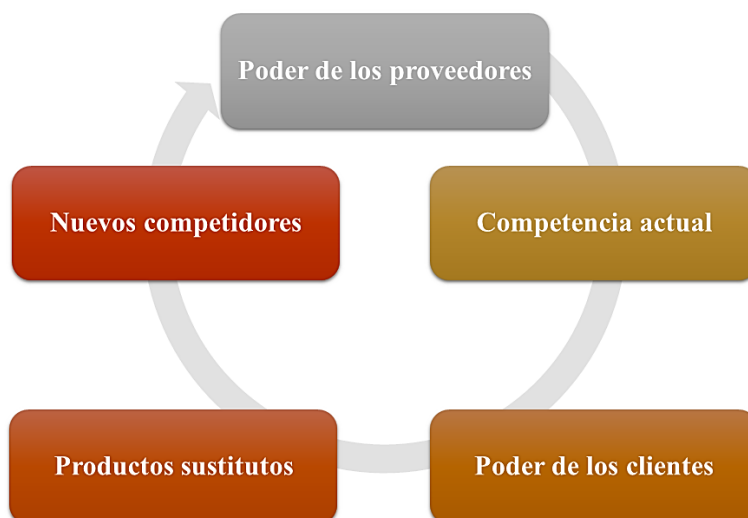 Poder de los proveedores
Nuevos competidores
Competencia actual
Productos sustitutos
Poder de los clientes